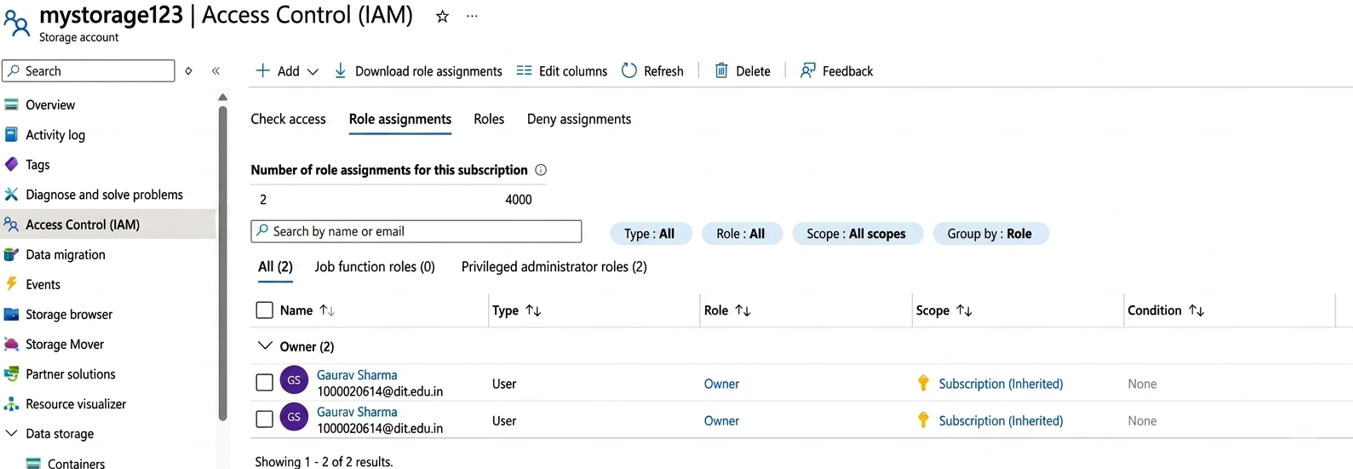 mystorage123 | Access Control (IAM) ☆ ...
Storage account
Search
+ Add Download role assignments Edit columns Refresh Delete Feedback
Overview
Activity log
Tags
Diagnose and solve problems
Access Control (IAM)
Data migration
Events
Storage browser
Storage Mover
Partner solutions
Resource visualizer
Data storage
Containers
Check access Role assignments Roles Deny assignments
Number of role assignments for this subscription
2 4000
Search by name or email Type : All Role : All Scope : All scopes Group by : Role
All (2) Job function roles (0) Privileged administrator roles (2)
Name ↑↓ Type ↑↓ Role ↑↓ Scope ↑↓ Condition ↑↓
Owner (2)
GS Gaurav Sharma
1000020614@dit.edu.in User Owner Subscription (Inherited) None
GS Gaurav Sharma
1000020614@dit.edu.in User Owner Subscription (Inherited) None
Showing 1 - 2 of 2 results.